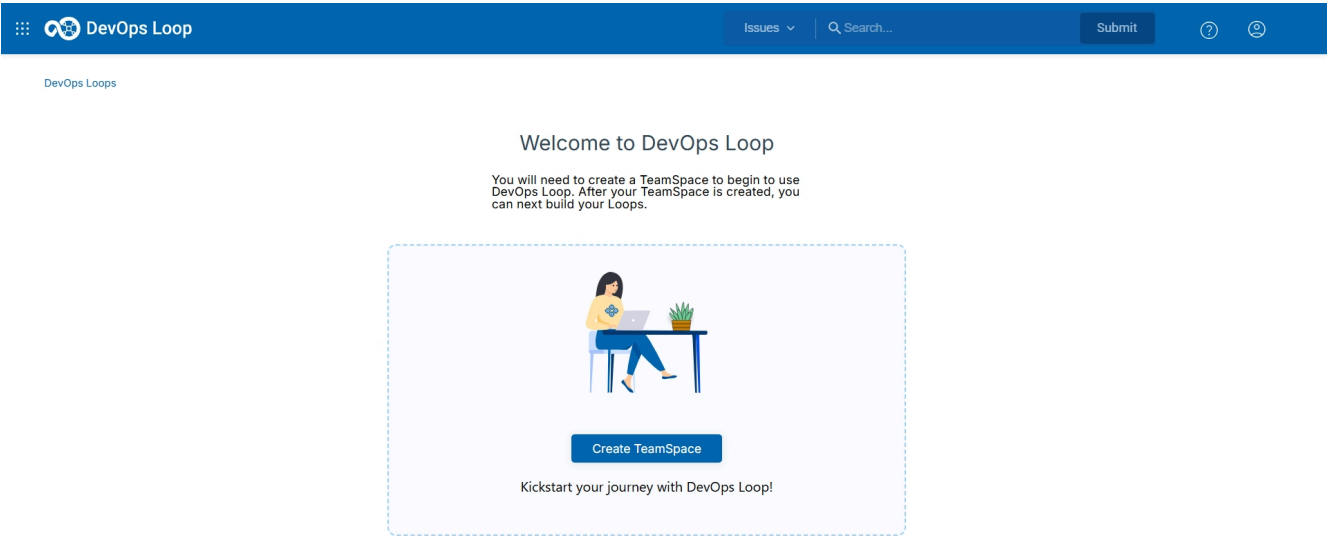 DevOps Loop
Issues
Search...
Submit
DevOps Loops
Welcome to DevOps Loop
You will need to create a TeamSpace to begin to use
DevOps Loop. After your TeamSpace is created, you
can next build your Loops.
Create TeamSpace
Kickstart your journey with DevOps Loop!